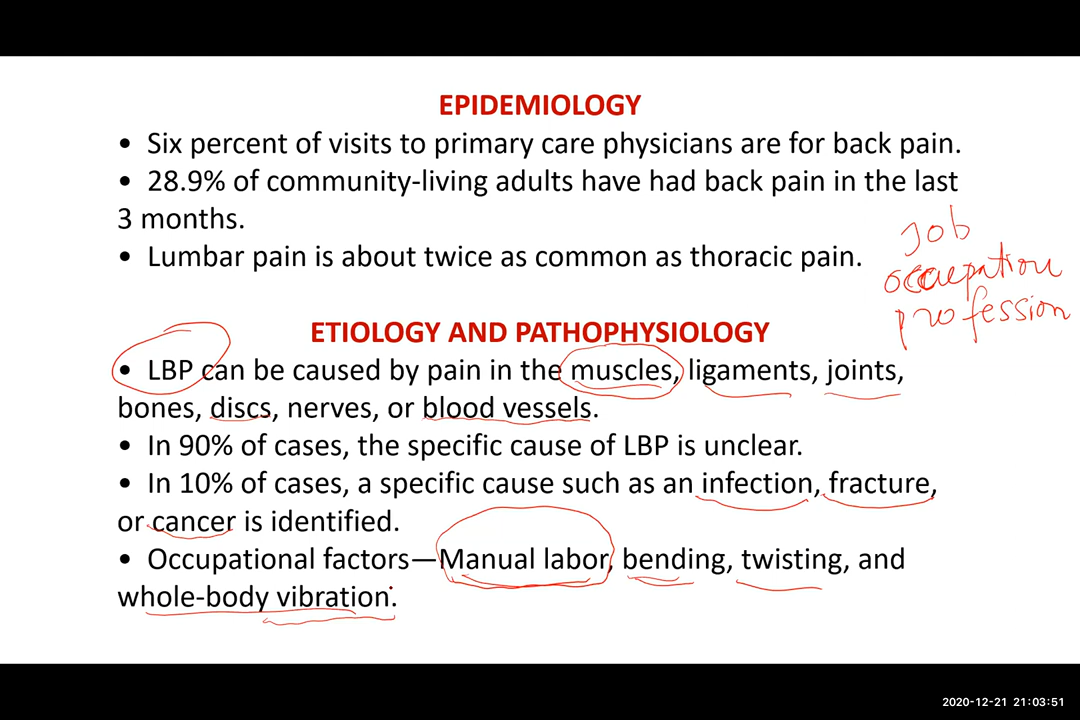 EPIDEMIOLOGY
• Six percent of visits to primary care physicians are for back pain.
• 28.9% of community-living adults have had back pain in the last
3 months.
• Lumbar pain is about twice as common as thoracic pain.
Job
occupation
profession
ETIOLOGY AND PATHOPHYSIOLOGY
• LBP can be caused by pain in the muscles, ligaments, joints,
bones, discs, nerves, or blood vessels.
• In 90% of cases, the specific cause of LBP is unclear.
• In 10% of cases, a specific cause such as an infection, fracture,
or cancer is identified.
• Occupational factors—Manual labor, bending, twisting, and
whole-body vibration.
2020-12-21 21:03:51